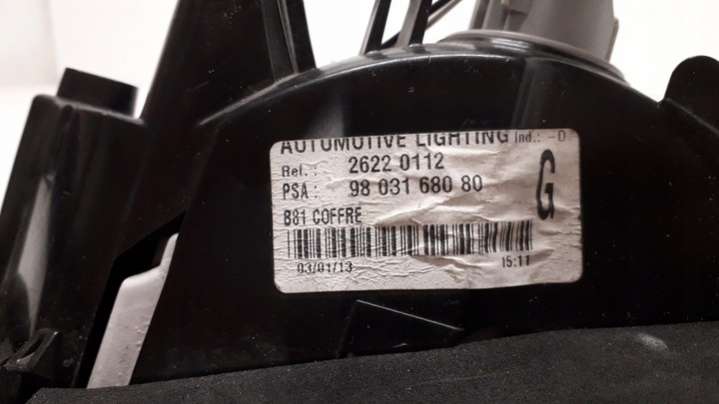 AUTOMOTIVE LIGHTING Ind.: -D
Ref. : 2622 0112
PSA : 98 031 680 80
B81 COFFRE
G
03/01/13 15:11